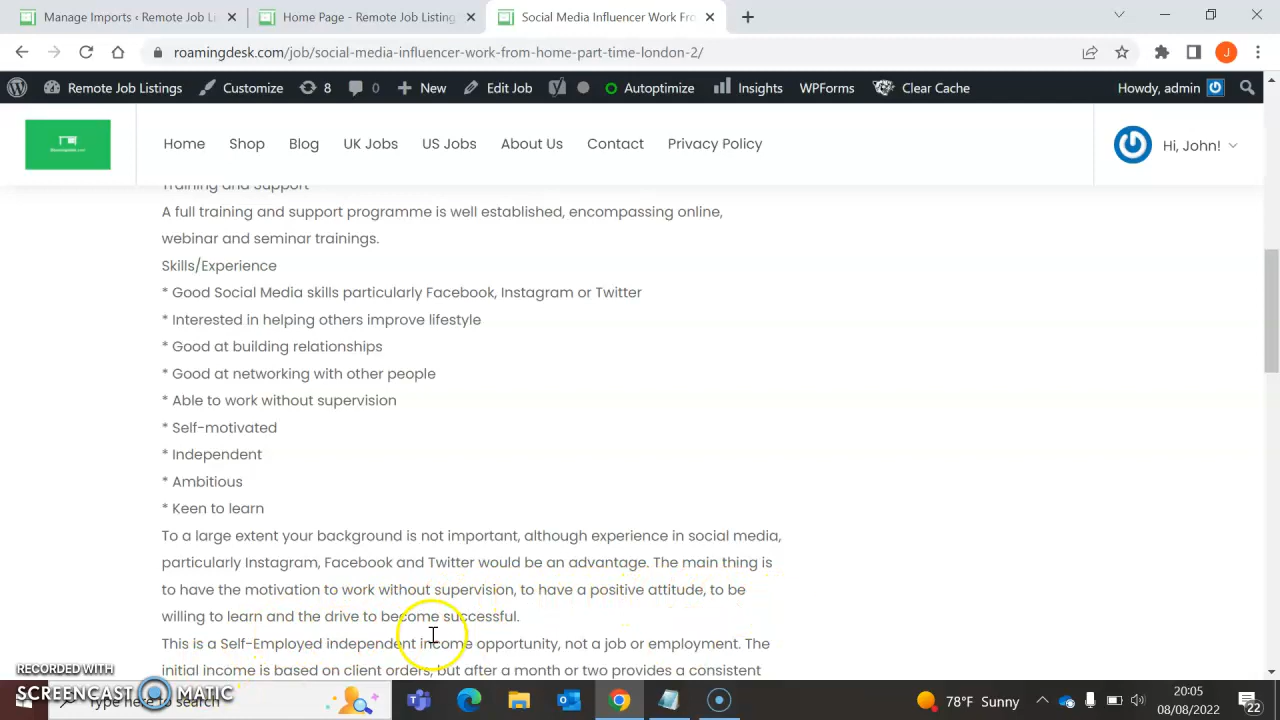 Manage Imports ‹ Remote Job Li
Home Page - Remote Job Listing
Social Media Influencer Work Fro
roamingdesk.com/job/social-media-influencer-work-from-home-part-time-london-2/
J
Remote Job Listings
Customize
8
0
New
Edit Job
Autoptimize
Insights
WPForms
Clear Cache
Howdy, admin
Home
Shop
Blog
UK Jobs
US Jobs
About Us
Contact
Privacy Policy
Hi, John!
Training and Support
A full training and support programme is well established, encompassing online,
webinar and seminar trainings.
Skills/Experience
* Good Social Media skills particularly Facebook, Instagram or Twitter
* Interested in helping others improve lifestyle
* Good at building relationships
* Good at networking with other people
* Able to work without supervision
* Self-motivated
* Independent
* Ambitious
* Keen to learn
To a large extent your background is not important, although experience in social media,
particularly Instagram, Facebook and Twitter would be an advantage. The main thing is
to have the motivation to work without supervision, to have a positive attitude, to be
willing to learn and the drive to become successful.
This is a Self-Employed independent income opportunity, not a job or employment. The
initial income is based on client orders, but after a month or two provides a consistent
RECORDED WITH
SCREENCAST MATIC
Type here to search
78°F Sunny
20:05
08/08/2022
22